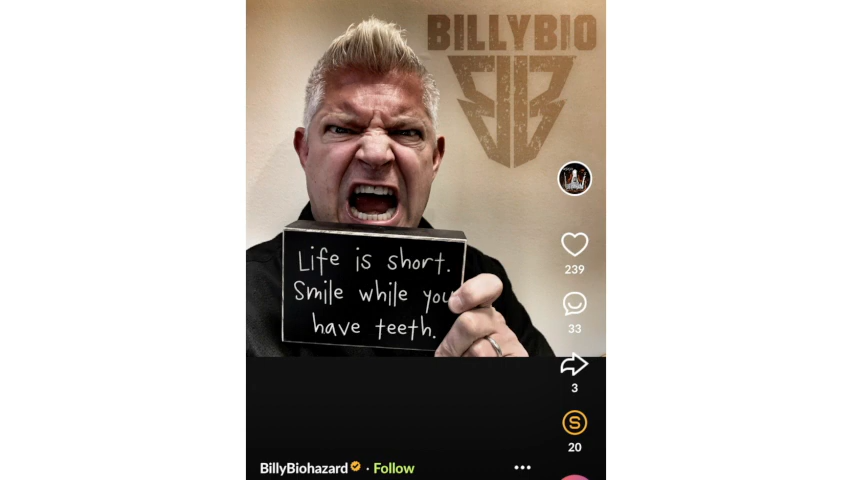 BILLYBIO
Life is short.
Smile while you
have teeth.
239
33
3
S
20
BillyBiohazard · Follow